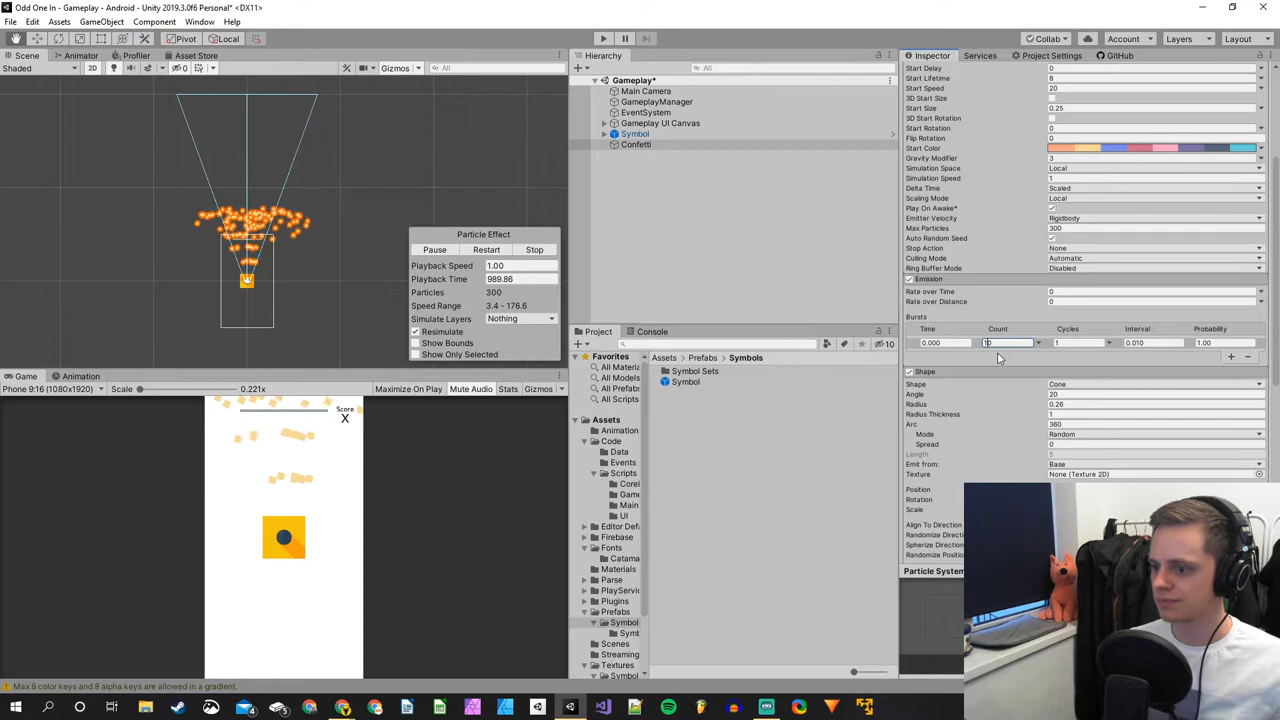 Odd One In - Gameplay - Android - Unity 2019.3.0f6 Personal* <DX11>
File Edit Assets GameObject Component Window Help
Pivot Local Collab Account Layers Layout
Scene Animator Profiler Asset Store
Shaded 2D 0 Gizmos All
Particle Effect
Pause Restart Stop
Playback Speed 1.00
Playback Time 989.86
Particles 300
Speed Range 3.4 - 176.6
Simulate Layers Nothing
Resimulate
Show Bounds
Show Only Selected
Game Animation
Phone 9:16 (1080x1920) Scale 0.221x Maximize On Play Mute Audio Stats Gizmos
Score
X
Hierarchy
All
Gameplay*
Main Camera
GameplayManager
EventSystem
Gameplay UI Canvas
Symbol
Confetti
Project Console
10
Favorites
All Materi
All Models
All Prefabs
All Scripts
Assets
Animation
Code
Data
Events
Scripts
Corel
Game
Main
UI
Editor Def
Firebase
Fonts
Catama
Materials
Parse
PlayServic
Plugins
Prefabs
Symbol
Symb
Scenes
Streaming
Textures
Symbol
Assets Prefabs Symbols
Symbol Sets
Symbol
Inspector Services Project Settings GitHub
Start Delay 0
Start Lifetime 8
Start Speed 20
3D Start Size
Start Size 0.25
3D Start Rotation
Start Rotation 0
Flip Rotation 0
Start Color
Gravity Modifier 3
Simulation Space Local
Simulation Speed 1
Delta Time Scaled
Scaling Mode Local
Play On Awake*
Emitter Velocity Rigidbody
Max Particles 300
Auto Random Seed
Stop Action None
Culling Mode Automatic
Ring Buffer Mode Disabled
Emission
Rate over Time 0
Rate over Distance 0
Bursts
Time Count Cycles Interval Probability
0.000 10 1 0.010 1.00
Shape
Shape Cone
Angle 20
Radius 0.26
Radius Thickness 1
Arc 360
Mode Random
Spread 0
Length 5
Emit from: Base
Texture None (Texture 2D)
Position
Rotation
Scale
Align To Direction
Randomize Direction
Spherize Direction
Randomize Position
Particle System
Max 8 color keys and 8 alpha keys are allowed in a gradient.